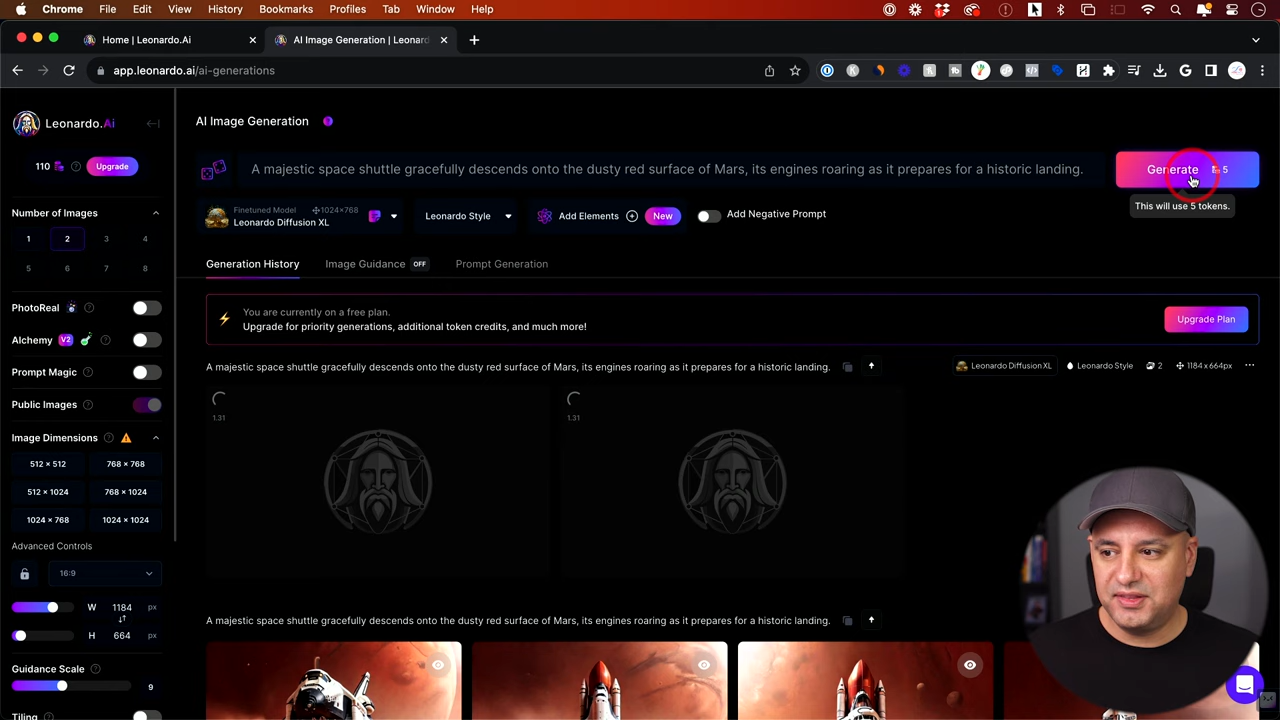 Chrome File Edit View History Bookmarks Profiles Tab Window Help
Home | Leonardo.Ai
AI Image Generation | Leonard
app.leonardo.ai/ai-generations
Leonardo.Ai
110 Upgrade
Number of Images
1 2 3 4
5 6 7 8
PhotoReal
Alchemy V2
Prompt Magic
Public Images
Image Dimensions
512 × 512 768 × 768
512 × 1024 768 × 1024
1024 × 768 1024 × 1024
Advanced Controls
16:9
W 1184 px
H 664 px
Guidance Scale
9
Tiling
AI Image Generation
A majestic space shuttle gracefully descends onto the dusty red surface of Mars, its engines roaring as it prepares for a historic landing.
Generate 5
This will use 5 tokens.
Finetuned Model 1024×768
Leonardo Diffusion XL
Leonardo Style
Add Elements New
Add Negative Prompt
Generation History
Image Guidance OFF
Prompt Generation
You are currently on a free plan.
Upgrade for priority generations, additional token credits, and much more!
Upgrade Plan
A majestic space shuttle gracefully descends onto the dusty red surface of Mars, its engines roaring as it prepares for a historic landing.
Leonardo Diffusion XL Leonardo Style 2 1184 x 664px
1.31 1.31
A majestic space shuttle gracefully descends onto the dusty red surface of Mars, its engines roaring as it prepares for a historic landing.